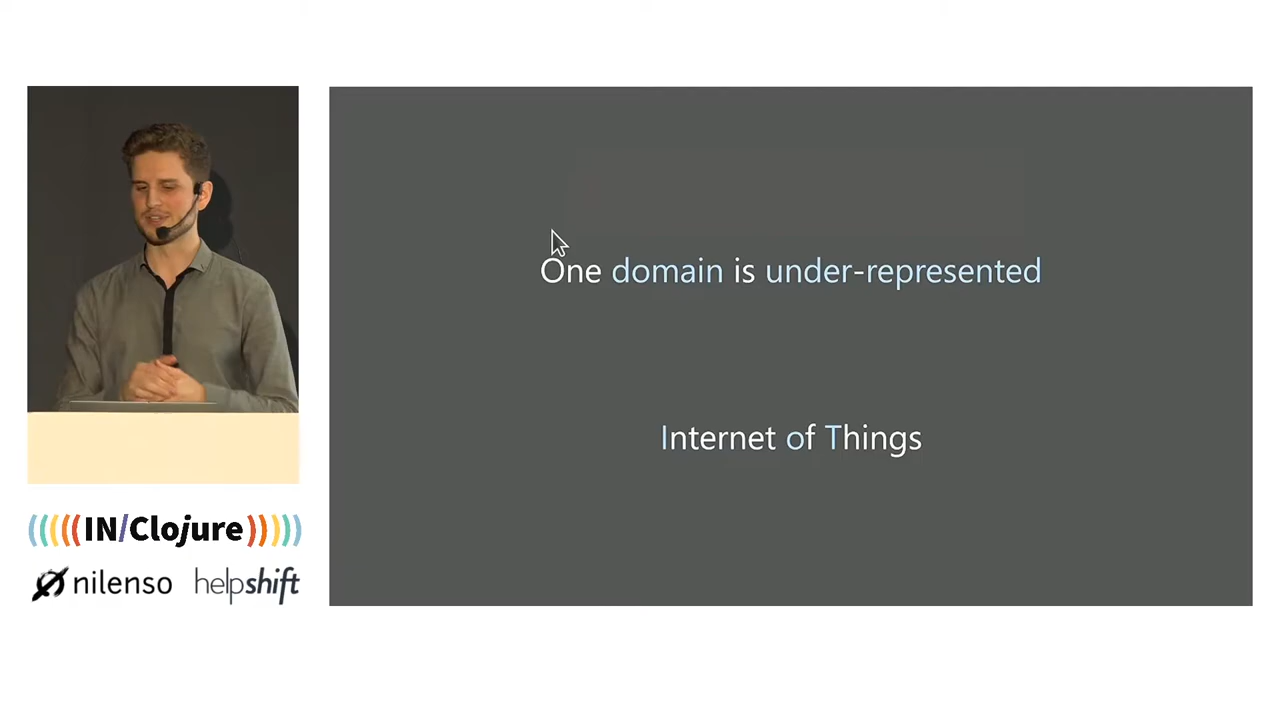 One domain is under-represented
Internet of Things
((((( IN/Clojure )))))
nilenso helpshift